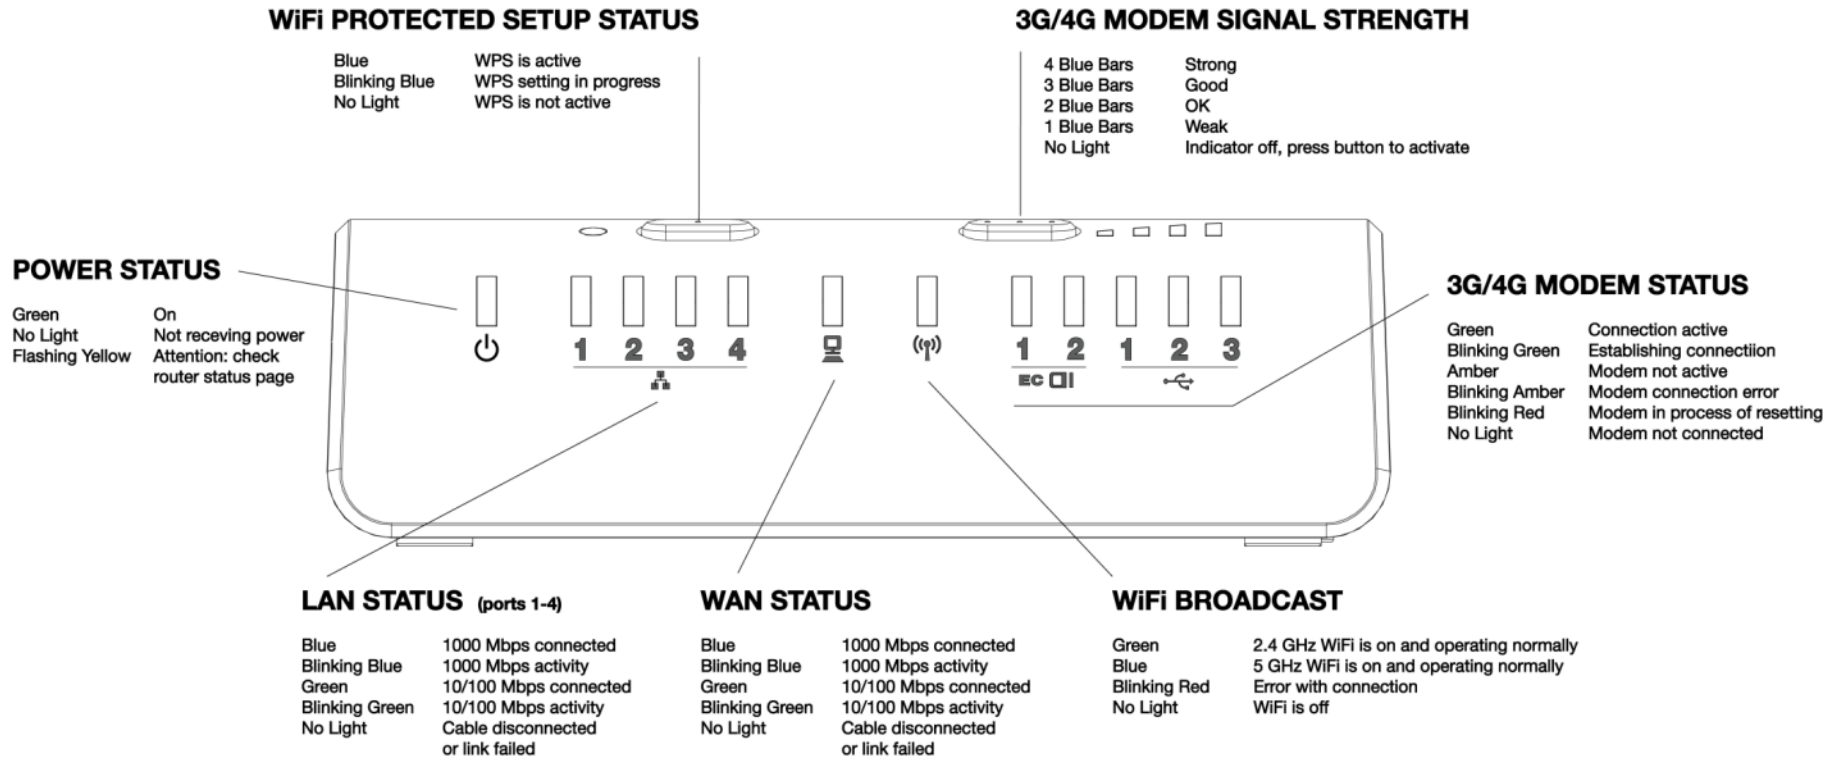 WiFi PROTECTED SETUP STATUS
Blue WPS is active
Blinking Blue WPS setting in progress
No Light WPS is not active
3G/4G MODEM SIGNAL STRENGTH
4 Blue Bars Strong
3 Blue Bars Good
2 Blue Bars OK
1 Blue Bars Weak
No Light Indicator off, press button to activate
POWER STATUS
Green On
No Light Not receving power
Flashing Yellow Attention: check
router status page
1 2 3 4 1 2 1 2 3
EC
3G/4G MODEM STATUS
Green Connection active
Blinking Green Establishing connectiion
Amber Modem not active
Blinking Amber Modem connection error
Blinking Red Modem in process of resetting
No Light Modem not connected
LAN STATUS (ports 1-4)
Blue 1000 Mbps connected
Blinking Blue 1000 Mbps activity
Green 10/100 Mbps connected
Blinking Green 10/100 Mbps activity
No Light Cable disconnected
or link failed
WAN STATUS
Blue 1000 Mbps connected
Blinking Blue 1000 Mbps activity
Green 10/100 Mbps connected
Blinking Green 10/100 Mbps activity
No Light Cable disconnected
or link failed
WiFi BROADCAST
Green 2.4 GHz WiFi is on and operating normally
Blue 5 GHz WiFi is on and operating normally
Blinking Red Error with connection
No Light WiFi is off